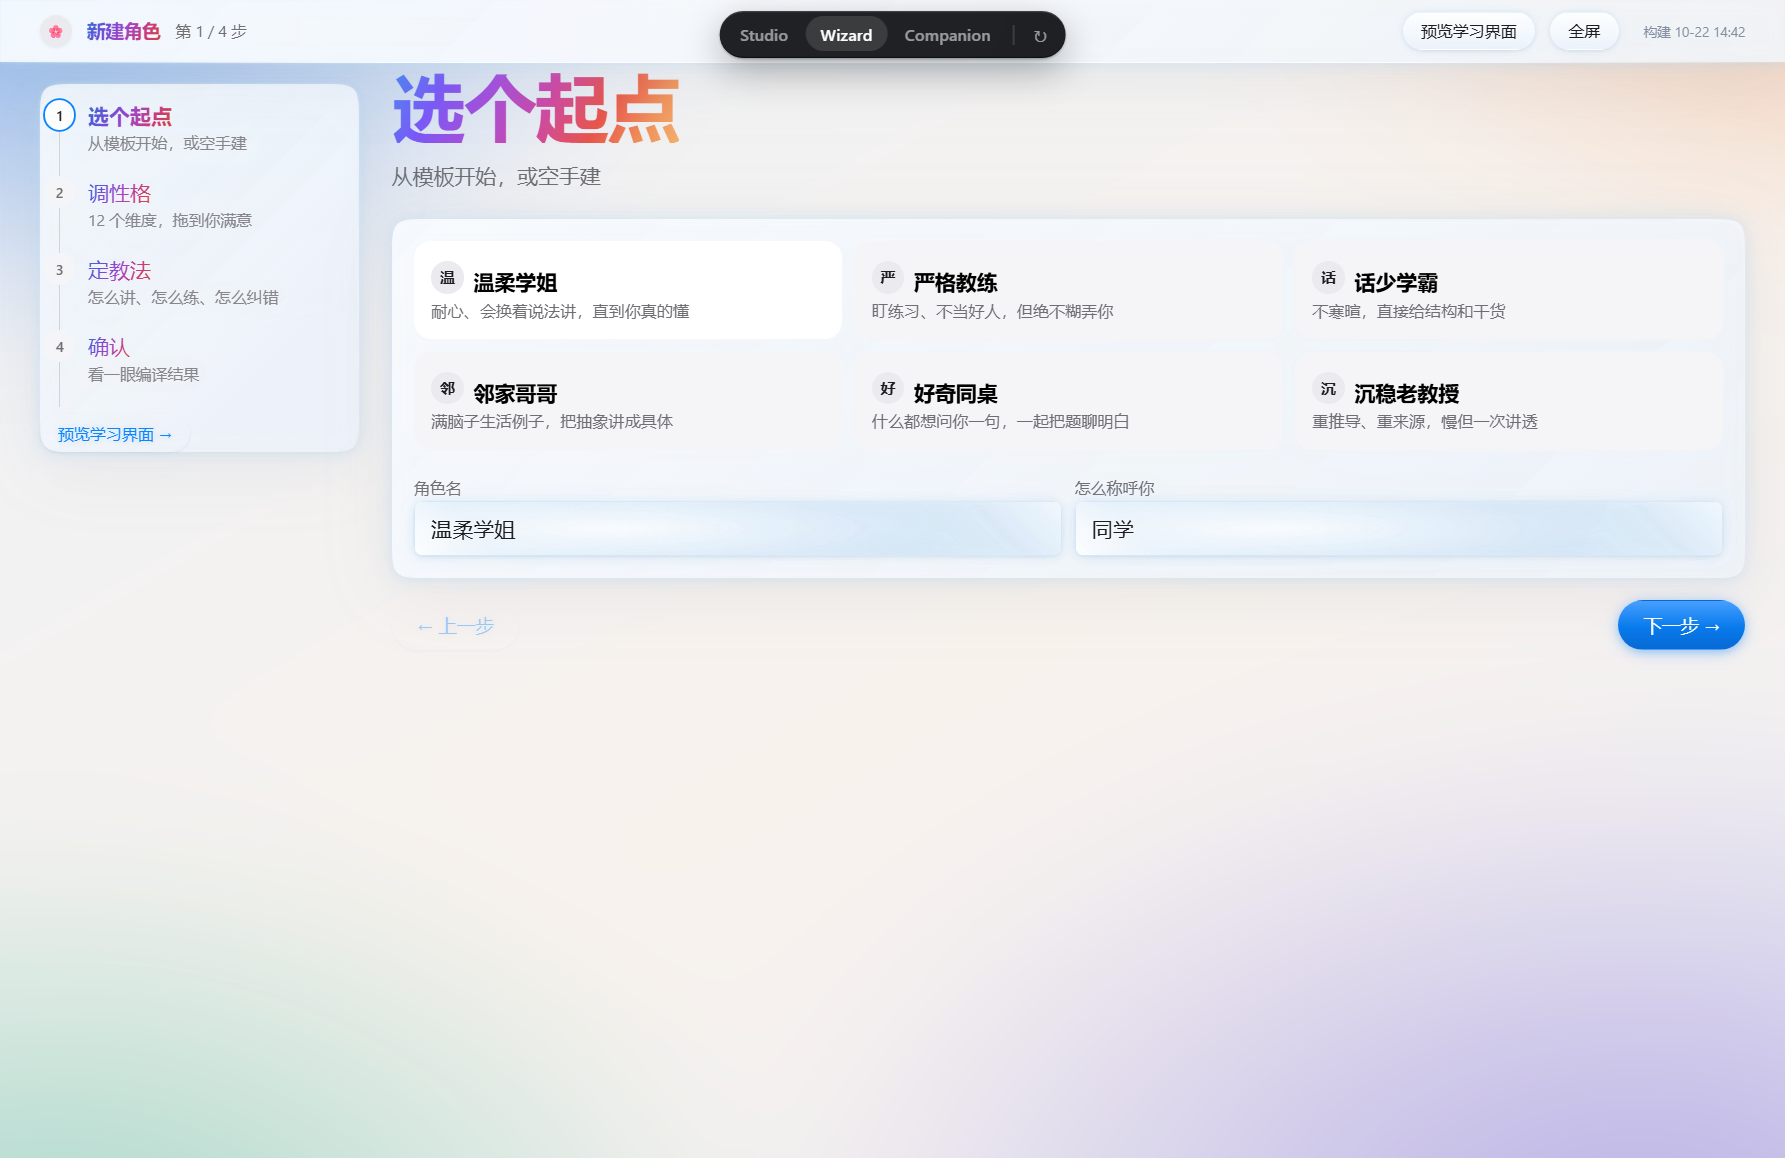 新建角色 第 1 / 4 步
Studio Wizard Companion ↻
预览学习界面 全屏 构建 10-22 14:42
1 选个起点
从模板开始，或空手建
2 调性格
12 个维度，拖到你满意
3 定教法
怎么讲、怎么练、怎么纠错
4 确认
看一眼编译结果
预览学习界面 →
选个起点
从模板开始，或空手建
温 温柔学姐
耐心、会换着说法讲，直到你真的懂
严 严格教练
盯练习、不当好人，但绝不糊弄你
话 话少学霸
不寒暄，直接给结构和干货
邻 邻家哥哥
满脑子生活例子，把抽象讲成具体
好 好奇同桌
什么都想问你一句，一起把题聊明白
沉 沉稳老教授
重推导、重来源，慢但一次讲透
角色名
温柔学姐
怎么称呼你
同学
← 上一步
下一步 →